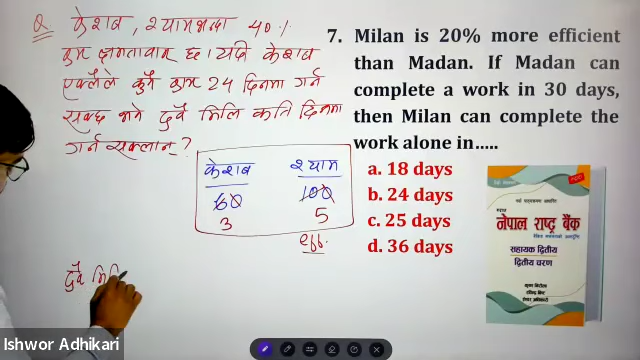 Q केशव, श्यामभन्दा 40%
कम क्षमतावान छ। यदि केशव
एक्लैले कुनै काम 24 दिनमा गर्न
सक्छ भने दुवै मिलि कति दिनमा
गर्न सक्लान्?
केशव श्याम
60 100
3 5
eff.
दुवै मि
7. Milan is 20% more efficient
than Madan. If Madan can
complete a work in 30 days,
then Milan can complete the
work alone in.....
a. 18 days
b. 24 days
c. 25 days
d. 36 days
नेपाल राष्ट्र बैंक
सहायक द्वितीय
द्वितीय चरण
Ishwor Adhikari